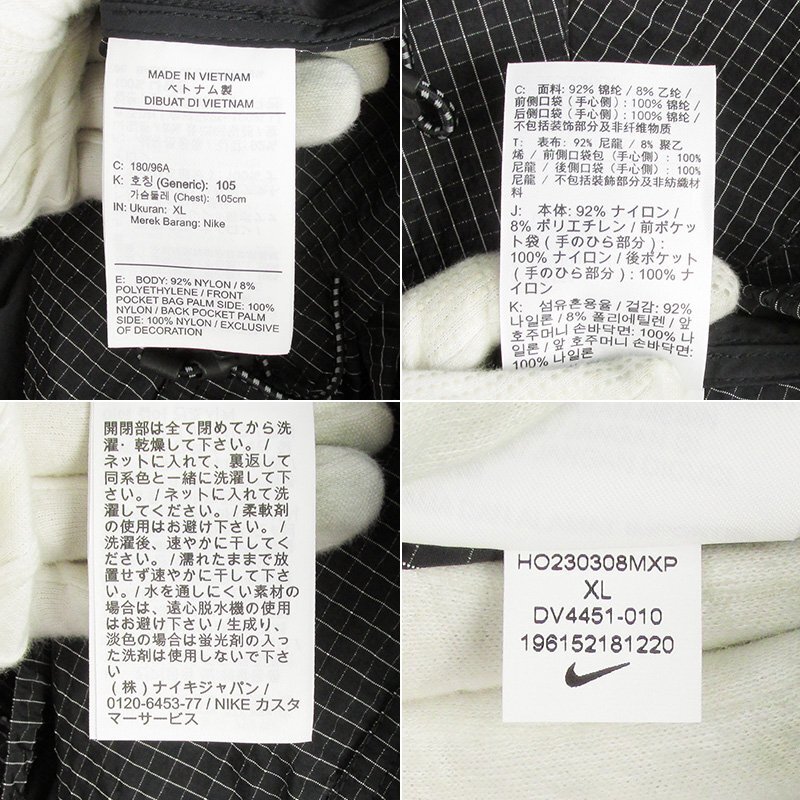 MADE IN VIETNAM
ベトナム製
DIBUAT DI VIETNAM
C: 180/96A
K: 호칭 (Generic): 105
가슴둘레 (Chest): 105cm
IN: Ukuran: XL
Merek Barang: Nike
E: BODY: 92% NYLON / 8%
POLYETHYLENE / FRONT
POCKET BAG PALM SIDE: 100%
NYLON / BACK POCKET PALM
SIDE: 100% NYLON / EXCLUSIVE
OF DECORATION
C: 面料: 92% 锦纶 / 8% 乙纶 /
前侧口袋 (手心侧) : 100% 锦纶 /
后侧口袋 (手心侧) : 100% 锦纶 /
不包括装饰部分及非纤维物质
T: 表布: 92% 尼龍 / 8% 聚乙
烯 / 前側口袋包 (手心側) : 100%
尼龍 / 後側口袋 (手心側) : 100%
尼龍 / 不包括裝飾部分及非紡織材
料
J: 本体: 92% ナイロン /
8% ポリエチレン / 前ポケッ
ト袋 ( 手のひら部分 ) :
100% ナイロン / 後ポケット
( 手のひら部分 ) : 100% ナ
イロン
K: 섬유혼용율 / 겉감: 92%
나일론 / 8% 폴리에틸렌 / 앞
호주머니 손바닥면: 100% 나
일론 / 앞 호주머니 손바닥면:
100% 나일론
開閉部は全て閉めてから洗
濯・乾燥して下さい。/
ネットに入れて、裏返して
同系色と一緒に洗濯して下
さい。/ ネットに入れて洗
濯してください。/ 柔軟剤
の使用はお避け下さい。/
洗濯後、速やかに干してく
ださい。/ 濡れたままで放
置せず速やかに干して下さ
い。/ 水を通しにくい素材の
場合は、遠心脱水機の使用
はお避け下さい / 生成り、
淡色の場合は蛍光剤の入っ
た洗剤は使用しないで下さ
い
( 株 ) ナイキジャパン /
0120-6453-77 / NIKE カスタ
マーサービス
HO230308MXP
XL
DV4451-010
196152181220